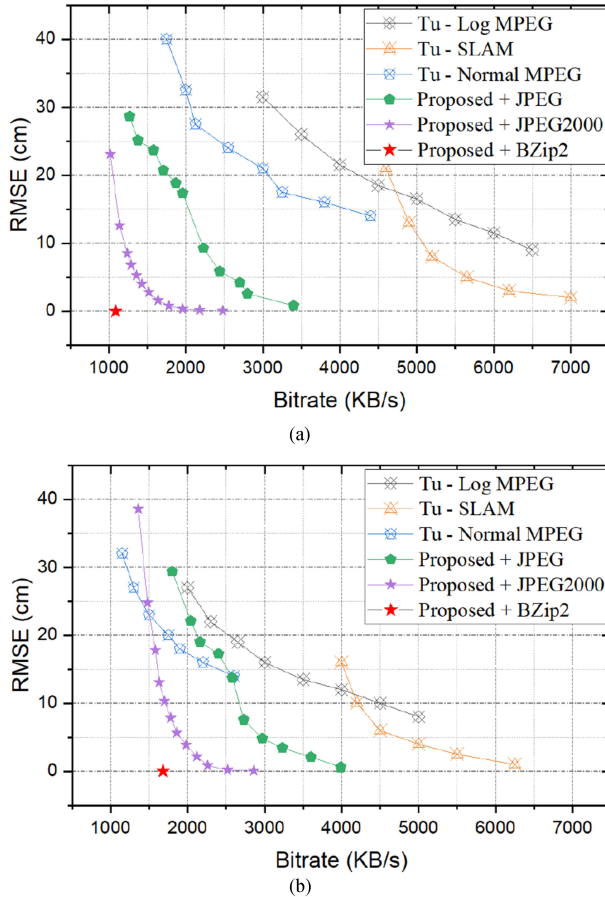 40
30
20
10
0
RMSE (cm)
Tu - Log MPEG
Tu - SLAM
Tu - Normal MPEG
Proposed + JPEG
Proposed + JPEG2000
Proposed + BZip2
1000 2000 3000 4000 5000 6000 7000
Bitrate (KB/s)
(a)
40
30
20
10
0
RMSE (cm)
Tu - Log MPEG
Tu - SLAM
Tu - Normal MPEG
Proposed + JPEG
Proposed + JPEG2000
Proposed + BZip2
1000 2000 3000 4000 5000 6000 7000
Bitrate (KB/s)
(b)